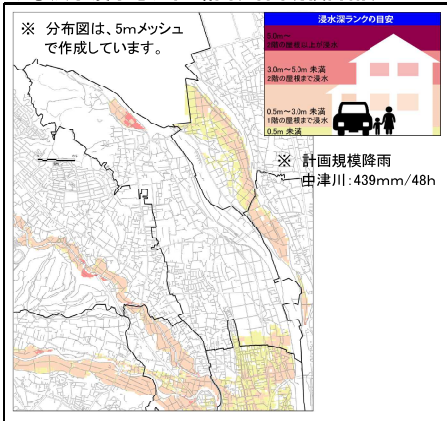 ※ 分布図は、5mメッシュ
で作成しています。
浸水深ランクの目安
5.0m～
2階の屋根以上が浸水
3.0m～5.0m 未満
2階の屋根まで浸水
0.5m～3.0m 未満
1階の屋根まで浸水
0.5m 未満
※ 計画規模降雨
中津川:439mm/48h